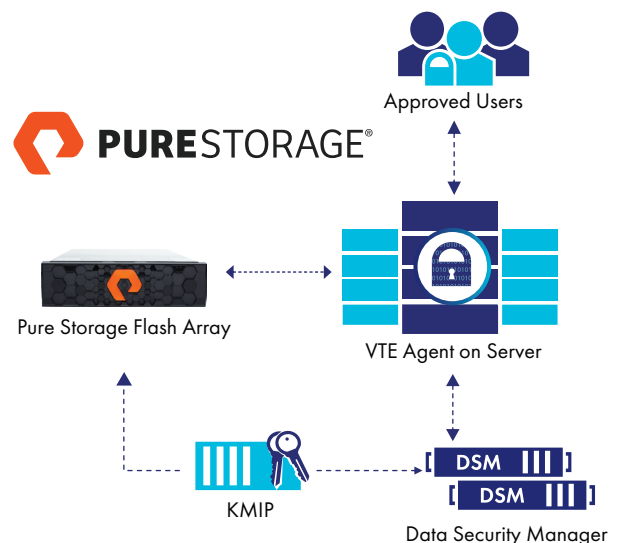 Approved Users
PURESTORAGE®
Pure Storage Flash Array
VTE Agent on Server
DSM
DSM
KMIP
Data Security Manager